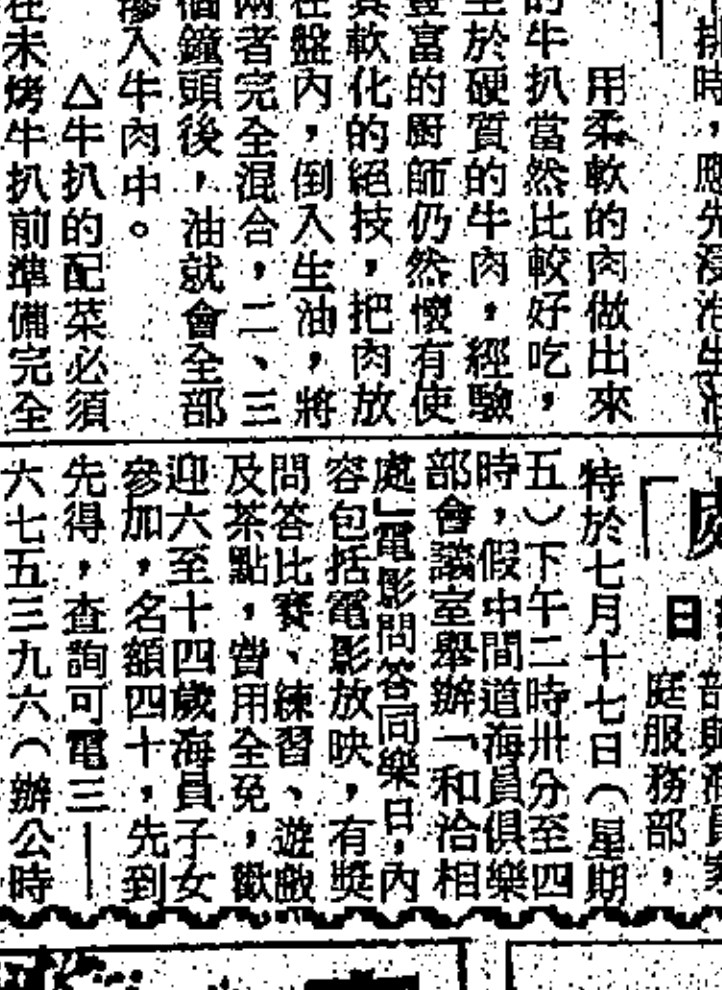 排時，應先浸泡生油
用柔軟的肉做出來
的牛扒當然比較好吃，
至於硬質的牛肉，經驗
豐富的廚師仍然懷有使
其軟化的絕技，把肉放
在盤內，倒入生油，將
兩者完全混合，二、三
個鐘頭後，油就會全部
滲入牛肉中。
△牛扒的配菜必須
在未烤牛扒前準備完全
日
庭服務部，
特於七月十七日（星期
五）下午二時卅分至四
時，假中間道海員俱樂
部會議室舉辦「和洽相
處」電影問答同樂日，內
容包括電影放映，有獎
問答比賽、練習、遊戲
及茶點，費用全免，歡
迎六至十四歲海員子女
參加，名額四十，先到
先得，查詢可電三—
六七五三九六（辦公時